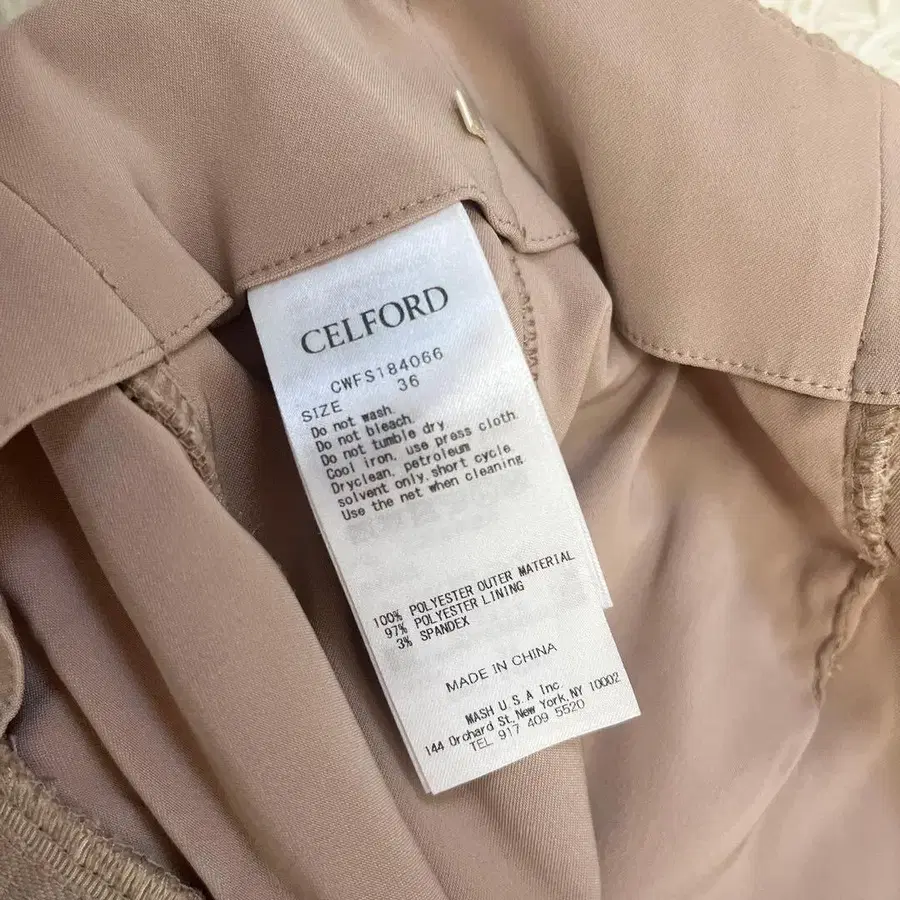 CELFORD
CWFS184066
SIZE 36
Do not wash.
Do not bleach.
Do not tumble dry
Cool iron, use press cloth.
Dryclean, petroleum
solvent only.short cycle.
Use the net when cleaning
100% POLYESTER OUTER MATERIAL
97% POLYESTER LINING
3% SPANDEX
MADE IN CHINA
MASH U.S.A Inc.
144 Orchard St, New York, NY 10002
TEL 917 409 5520